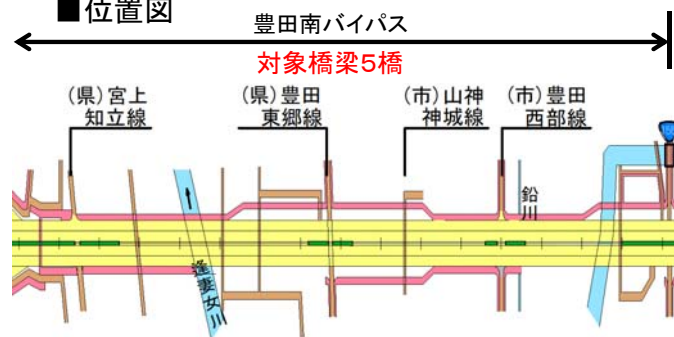 ■位置図
豊田南バイパス
対象橋梁5橋
(県)宮上
知立線
(県)豊田
東郷線
(市)山神
神城線
(市)豊田
西部線
鉛川
逢妻女川